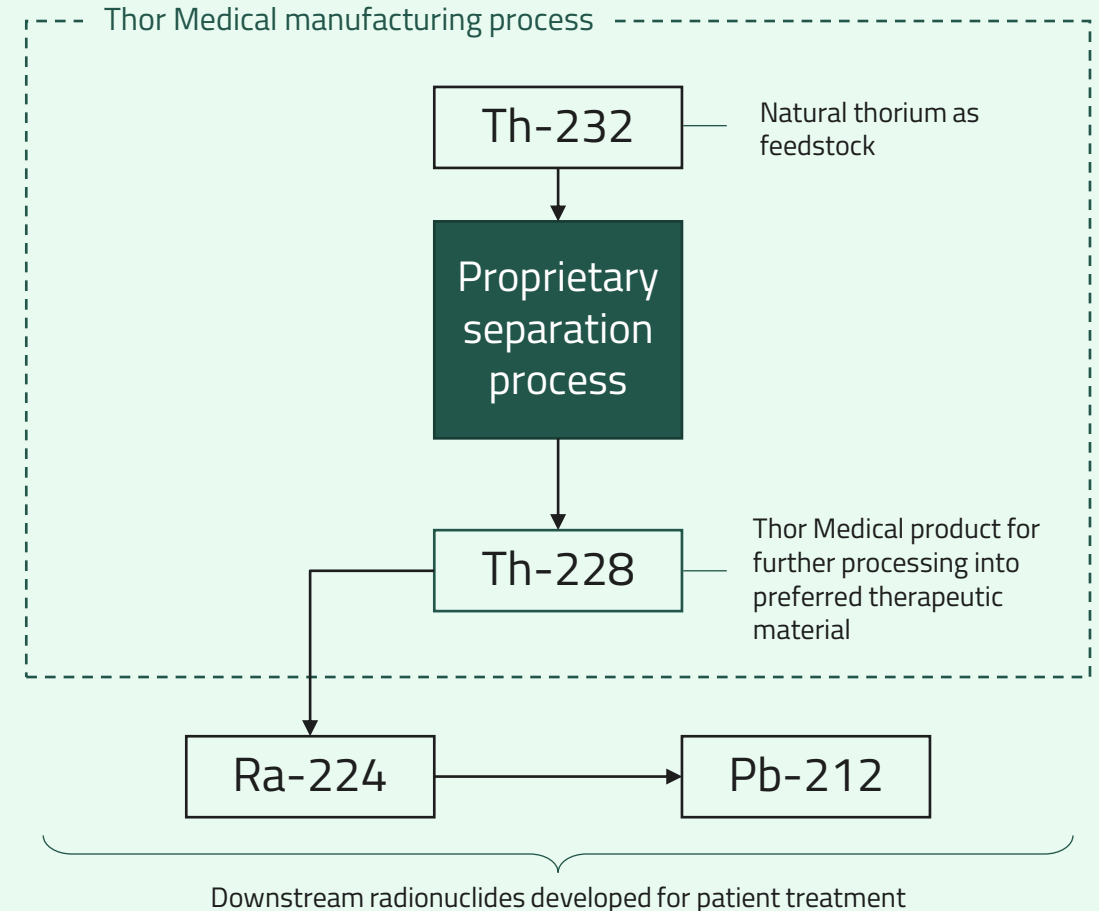 Thor Medical manufacturing process
Th-232
Natural thorium as
feedstock
Proprietary
separation
process
Th-228
Thor Medical product for
further processing into
preferred therapeutic
material
Ra-224
Pb-212
Downstream radionuclides developed for patient treatment